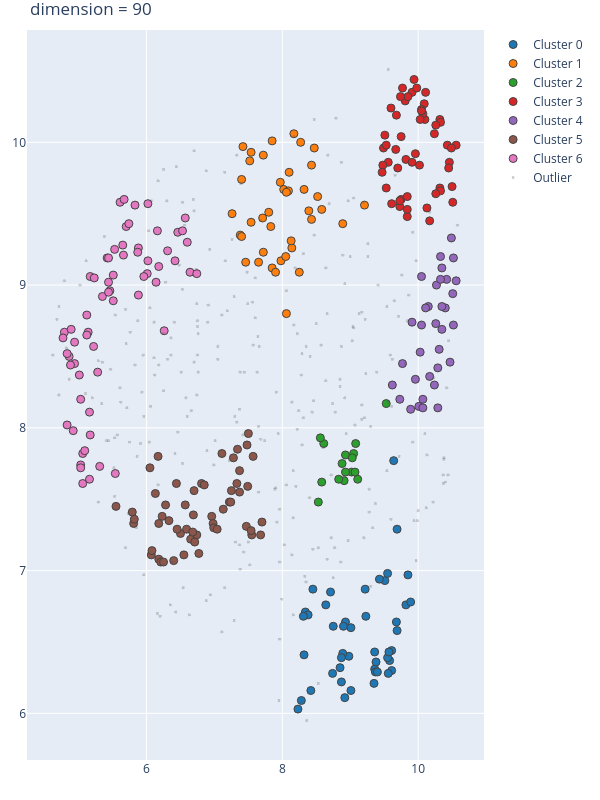 dimension = 90
10
9
8
7
6
6
8
10
Cluster 0
Cluster 1
Cluster 2
Cluster 3
Cluster 4
Cluster 5
Cluster 6
Outlier